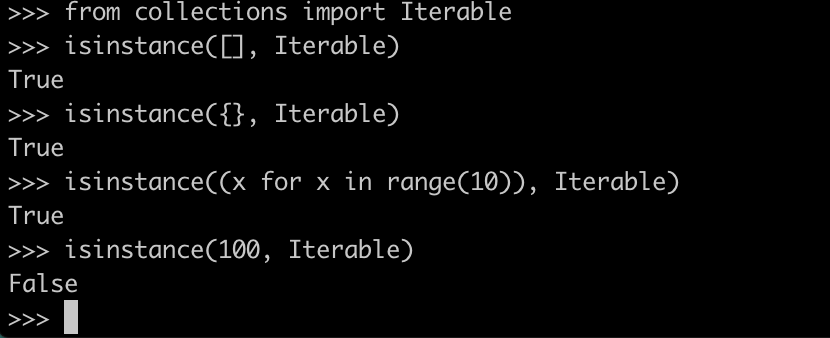 >>> from collections import Iterable
>>> isinstance([], Iterable)
True
>>> isinstance({}, Iterable)
True
>>> isinstance((x for x in range(10)), Iterable)
True
>>> isinstance(100, Iterable)
False
>>>